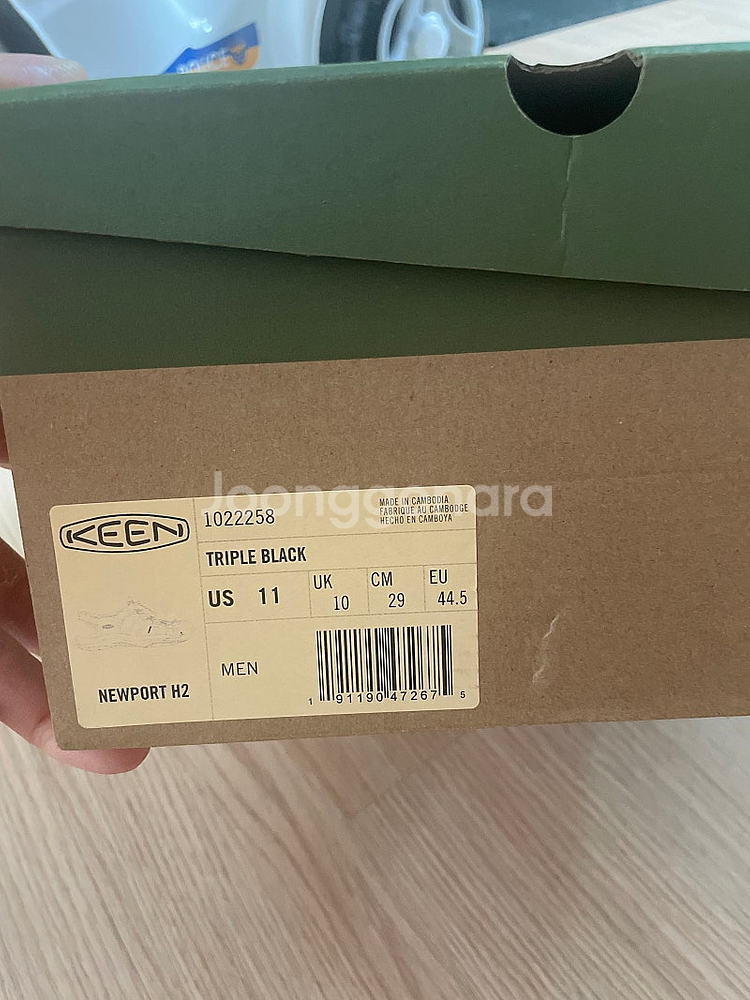 Joonggonara
KEEN
1022258
MADE IN CAMBODIA
FABRIQUÉ AU CAMBODGE
HECHO EN CAMBOYA
TRIPLE BLACK
US 11
UK 10
CM 29
EU 44.5
MEN
NEWPORT H2
1 91190 47267 5